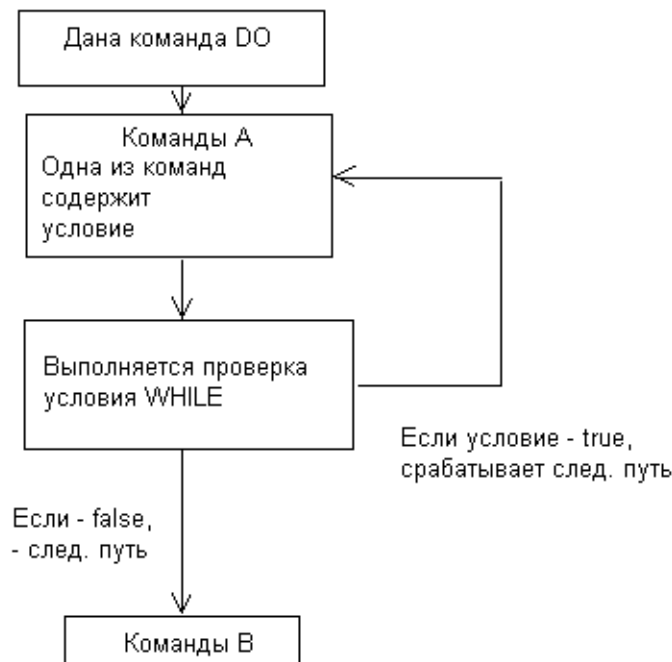 Дана команда DO
Команды A
Одна из команд
содержит
условие
Выполняется проверка
условия WHILE
Если условие - true,
срабатывает след. путь
Если - false,
- след. путь
Команды B